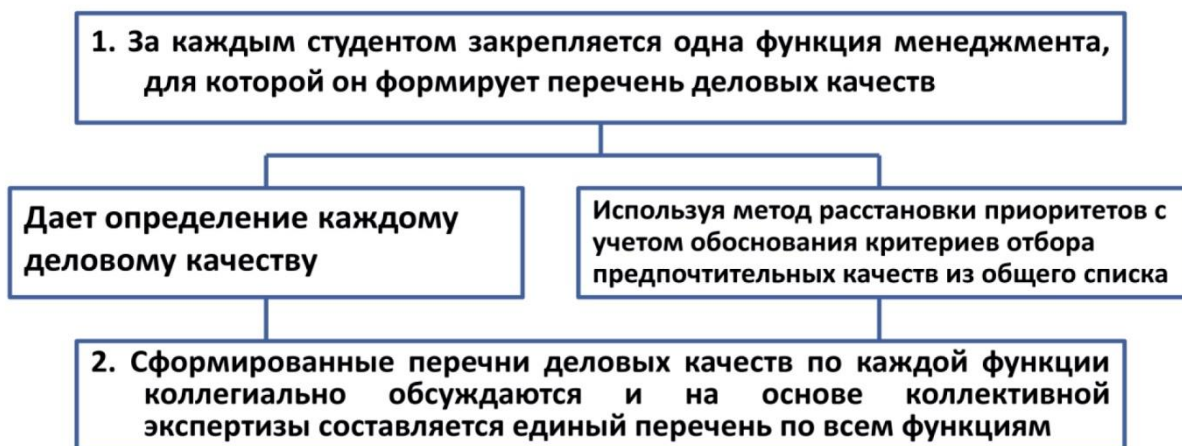 1. За каждым студентом закрепляется одна функция менеджмента,
для которой он формирует перечень деловых качеств
Дает определение каждому
деловому качеству
Используя метод расстановки приоритетов с
учетом обоснования критериев отбора
предпочтительных качеств из общего списка
2. Сформированные перечни деловых качеств по каждой функции
коллегиально обсуждаются и на основе коллективной
экспертизы составляется единый перечень по всем функциям